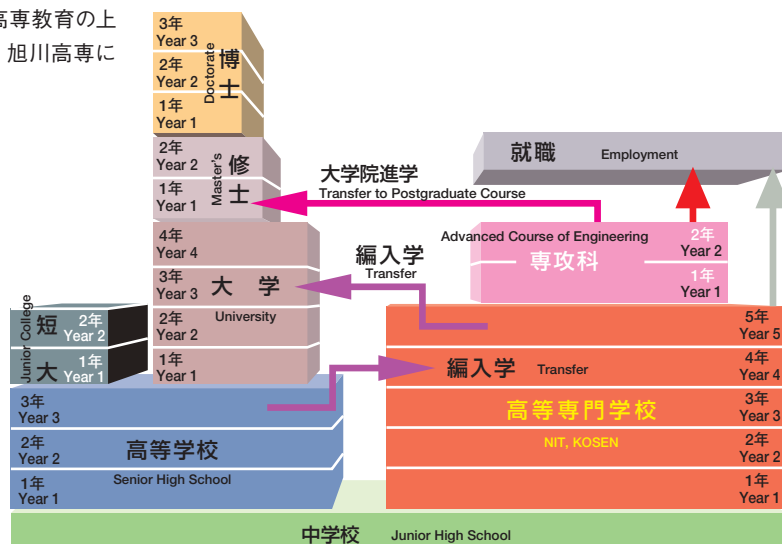 高専教育の上
旭川高専に
3年
Year 3
2年
Year 2
1年
Year 1
Doctorate
博士
2年
Year 2
1年
Year 1
Master's
修士
大学院進学
Transfer to Postgraduate Course
就職 Employment
4年
Year 4
3年
Year 3
2年
Year 2
1年
Year 1
大学
University
編入学
Transfer
Advanced Course of Engineering
専攻科
2年
Year 2
1年
Year 1
Junior College
短大
2年
Year 2
1年
Year 1
5年
Year 5
4年
Year 4
3年
Year 3
2年
Year 2
1年
Year 1
編入学 Transfer
高等専門学校
NIT, KOSEN
3年
Year 3
2年
Year 2
1年
Year 1
高等学校
Senior High School
中学校 Junior High School